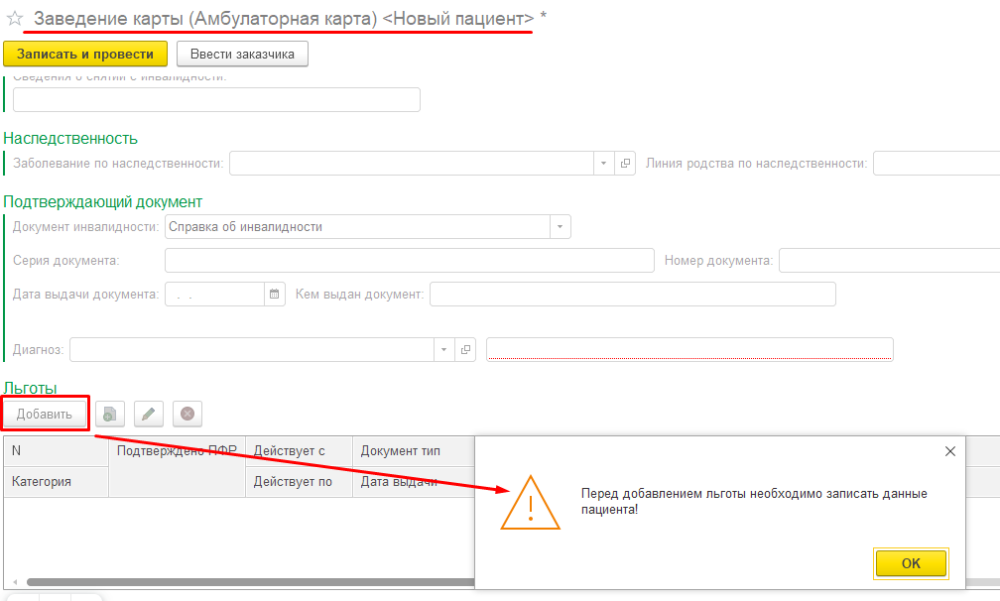 Заведение карты (Амбулаторная карта) <Новый пациент> *
Записать и провести Ввести заказчика
Сведения о снятии с инвалидности:
Наследственность
Заболевание по наследственности: Линия родства по наследственности:
Подтверждающий документ
Документ инвалидности: Справка об инвалидности
Серия документа: Номер документа:
Дата выдачи документа: . . Кем выдан документ:
Диагноз:
Льготы
Добавить
N Подтверждено ПФР Действует с Документ тип
Категория Действует по Дата выдачи
Перед добавлением льготы необходимо записать данные
пациента!
OK